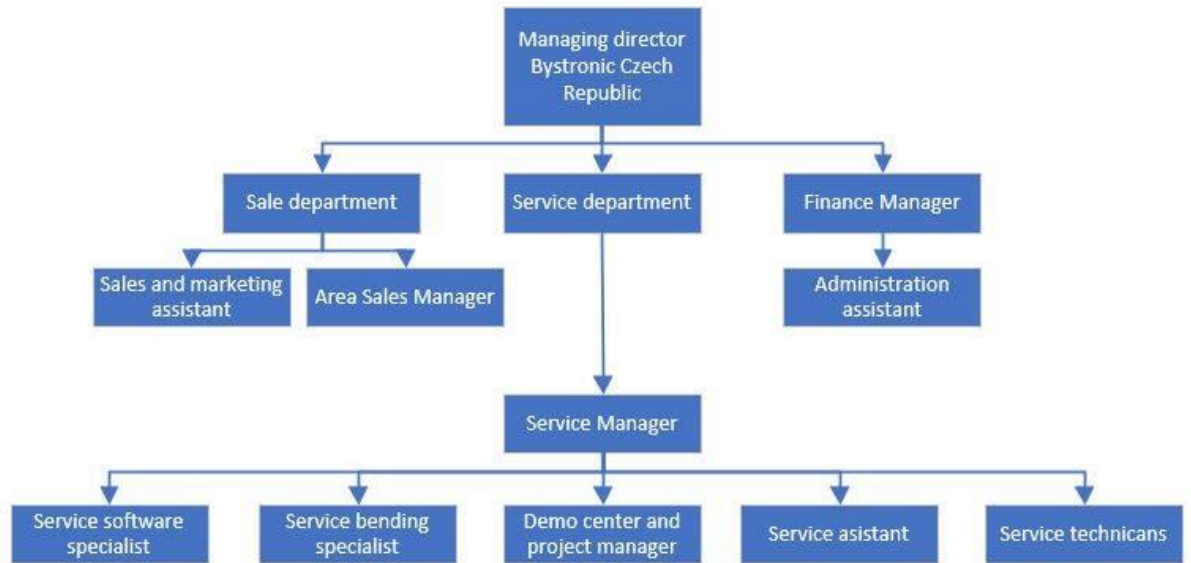 Managing director
Bystronic Czech
Republic
Sale department
Service department
Finance Manager
Sales and marketing
assistant
Area Sales Manager
Administration
assistant
Service Manager
Service software
specialist
Service bending
specialist
Demo center and
project manager
Service asistant
Service technicans